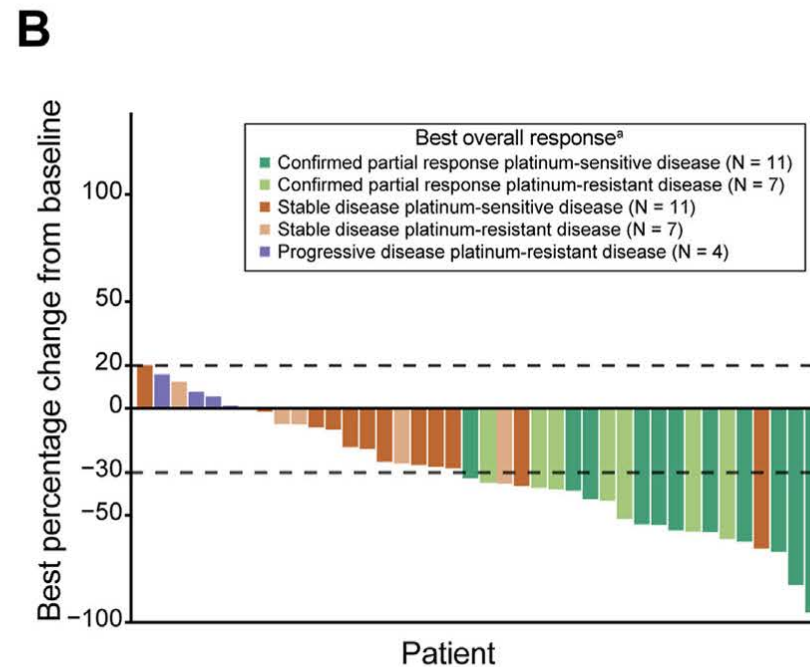 B
Best percentage change from baseline
100
50
20
0
−30
−50
−100
Best overall responseᵃ
Confirmed partial response platinum-sensitive disease (N = 11)
Confirmed partial response platinum-resistant disease (N = 7)
Stable disease platinum-sensitive disease (N = 11)
Stable disease platinum-resistant disease (N = 7)
Progressive disease platinum-resistant disease (N = 4)
Patient